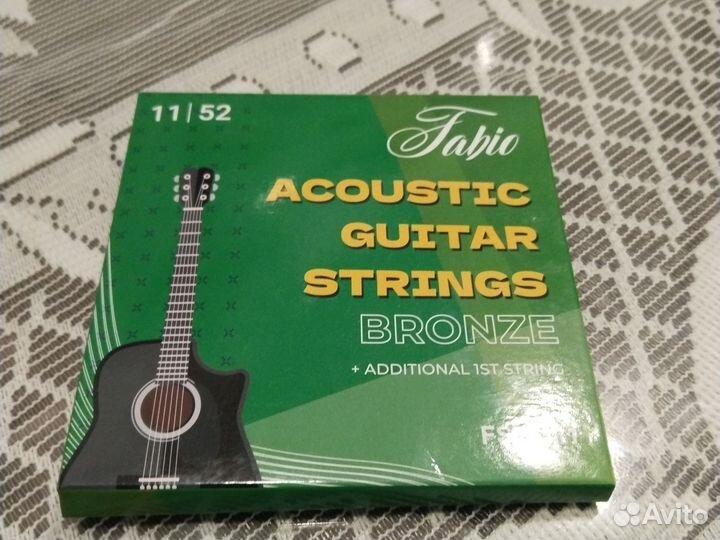 11|52
Fabio
ACOUSTIC
GUITAR
STRINGS
BRONZE
+ ADDITIONAL 1ST STRING
Avito